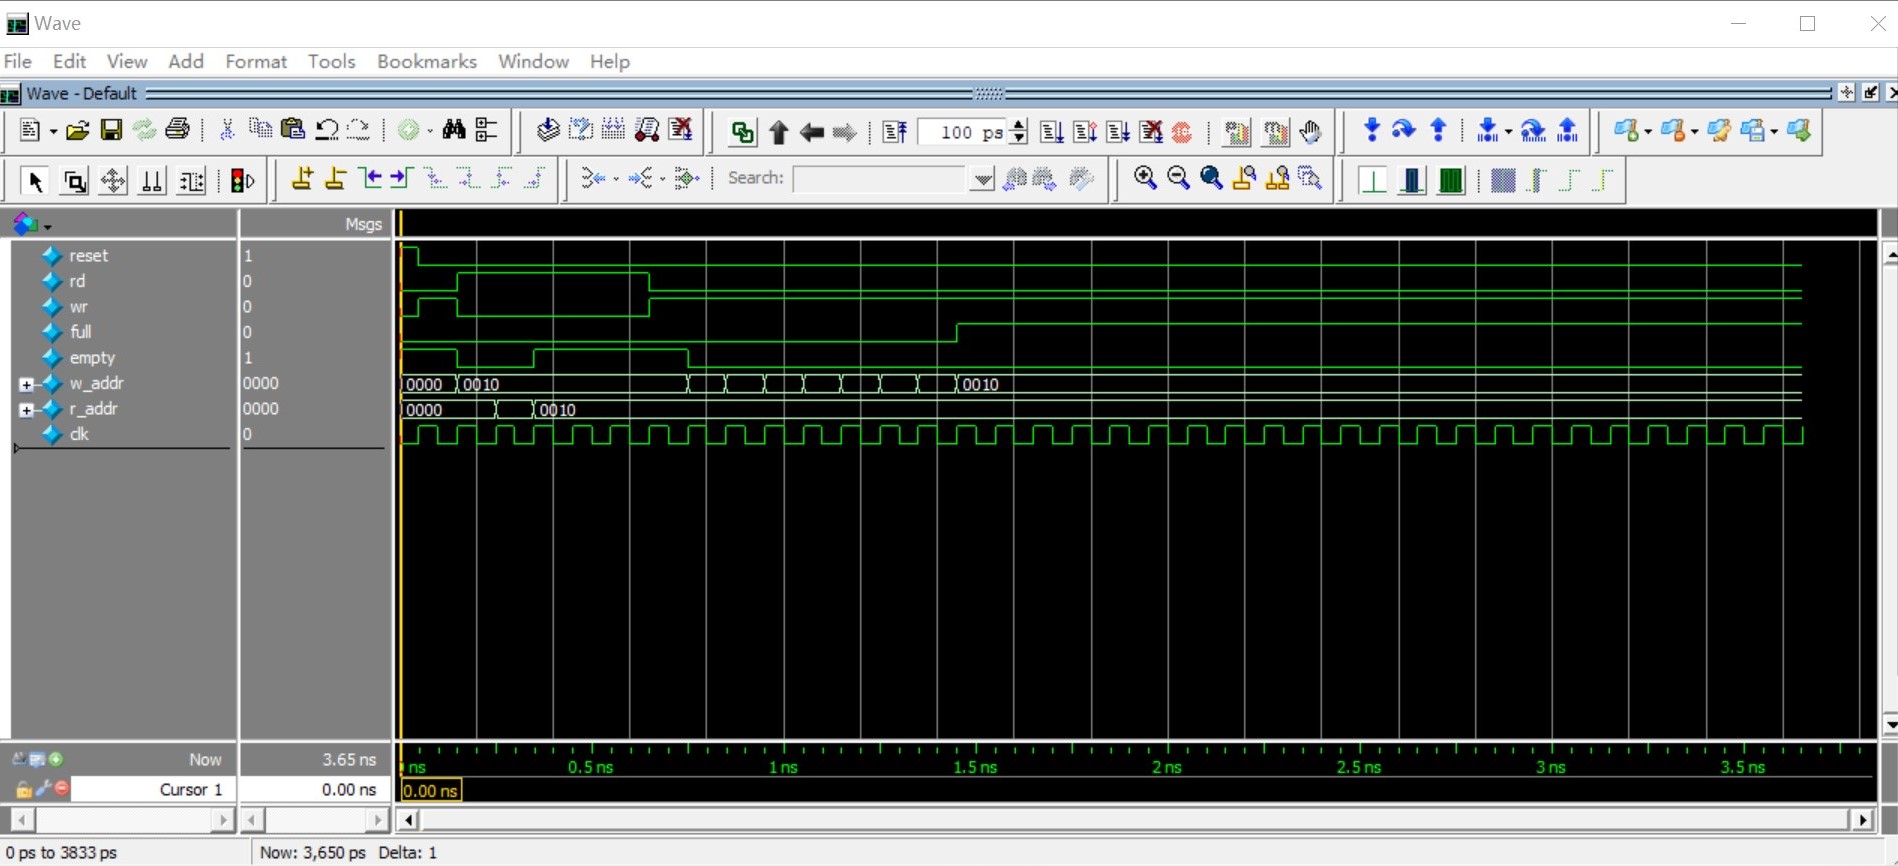 Wave
File Edit View Add Format Tools Bookmarks Window Help
Wave - Default
100 ps
Search:
Msgs
reset 1
rd 0
wr 0
full 0
empty 1
w_addr 0000 0000 0010 0010
r_addr 0000 0000 0010
clk 0
Now 3.65 ns ns 0.5 ns 1 ns 1.5 ns 2 ns 2.5 ns 3 ns 3.5 ns
Cursor 1 0.00 ns 0.00 ns
0 ps to 3833 ps Now: 3,650 ps Delta: 1